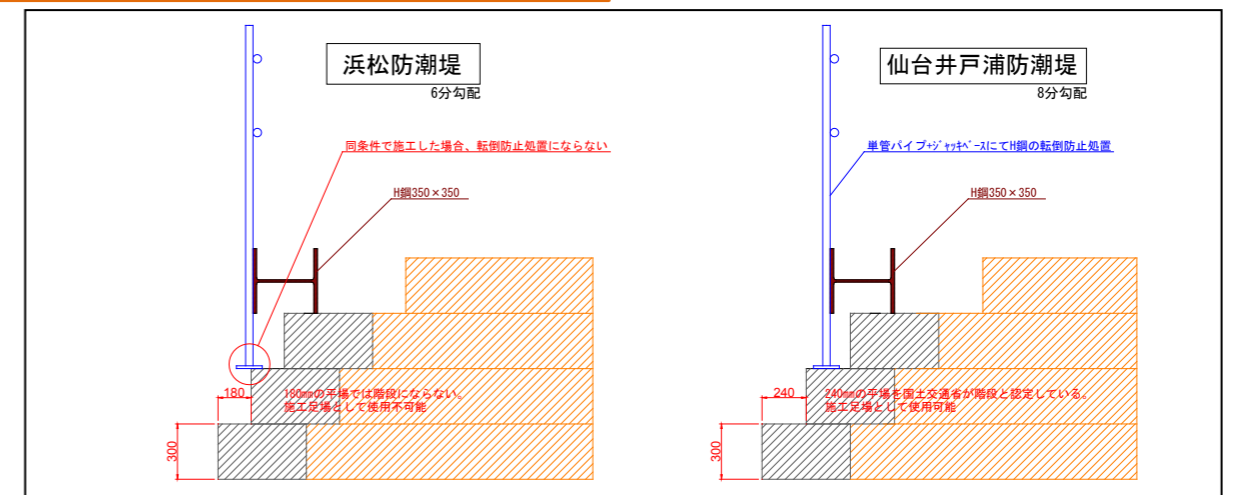 浜松防潮堤
6分勾配
同条件で施工した場合、転倒防止処置にならない
H鋼350×350
180
180mmの平場では階段にならない。
施工足場として使用不可能
300
仙台井戸浦防潮堤
8分勾配
単管パイプ+ジャッキベースにてH鋼の転倒防止処置
H鋼350×350
240
240mmの平場を国土交通省が階段と認定している。
施工足場として使用可能
300